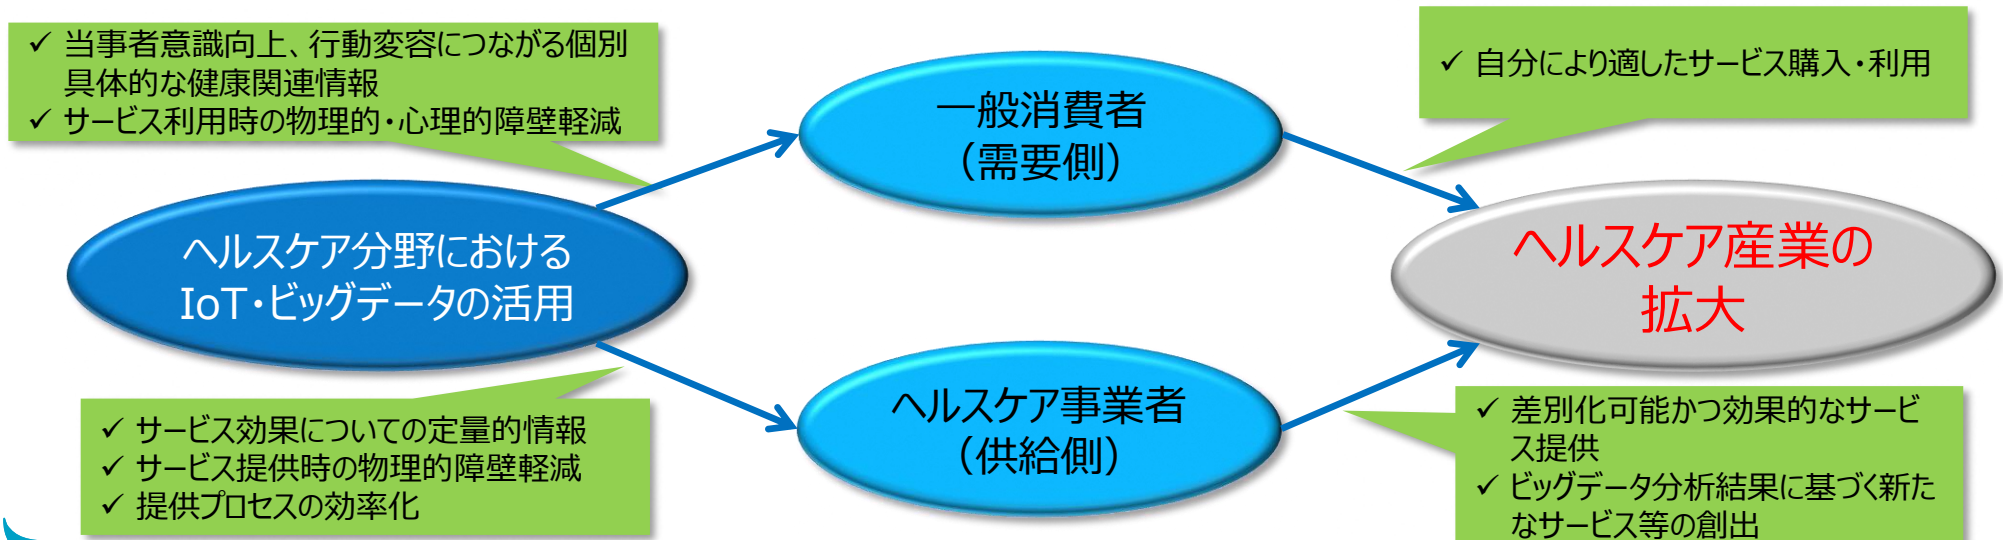 ✓ 当事者意識向上、行動変容につながる個別
具体的な健康関連情報
✓ サービス利用時の物理的・心理的障壁軽減
一般消費者
（需要側）
✓ 自分により適したサービス購入・利用
ヘルスケア分野における
IoT・ビッグデータの活用
ヘルスケア産業の
拡大
✓ サービス効果についての定量的情報
✓ サービス提供時の物理的障壁軽減
✓ 提供プロセスの効率化
ヘルスケア事業者
（供給側）
✓ 差別化可能かつ効果的なサービ
ス提供
✓ ビッグデータ分析結果に基づく新た
なサービス等の創出